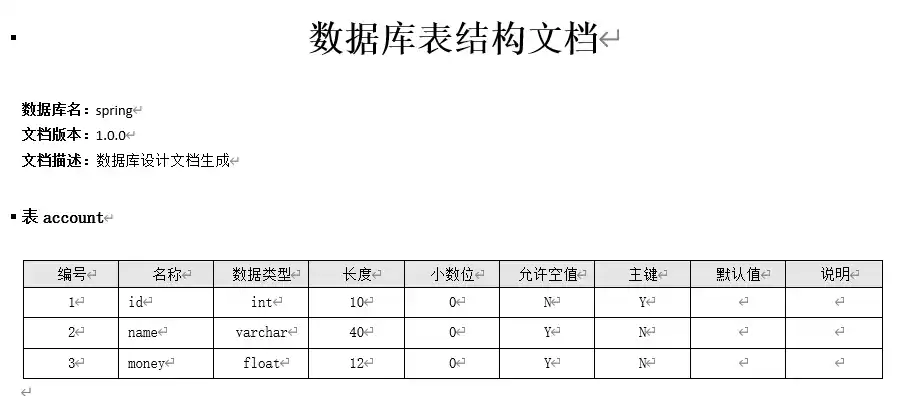 数据库表结构文档
数据库名：spring
文档版本：1.0.0
文档描述：数据库设计文档生成
表 account
编号 名称 数据类型 长度 小数位 允许空值 主键 默认值 说明
1 id int 10 0 N Y
2 name varchar 40 0 Y N
3 money float 12 0 Y N